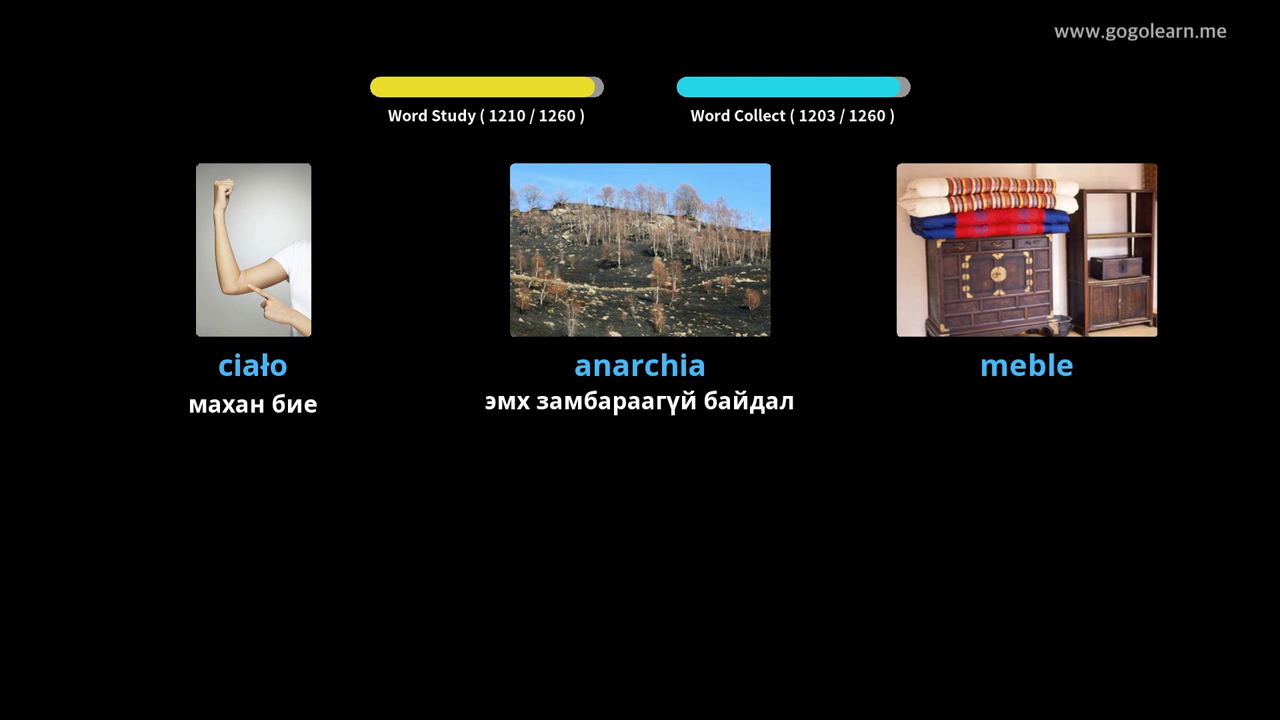 www.gogolearn.me
Word Study ( 1210 / 1260 )
Word Collect ( 1203 / 1260 )
ciało
anarchia
meble
махан бие
эмх замбараагүй байдал